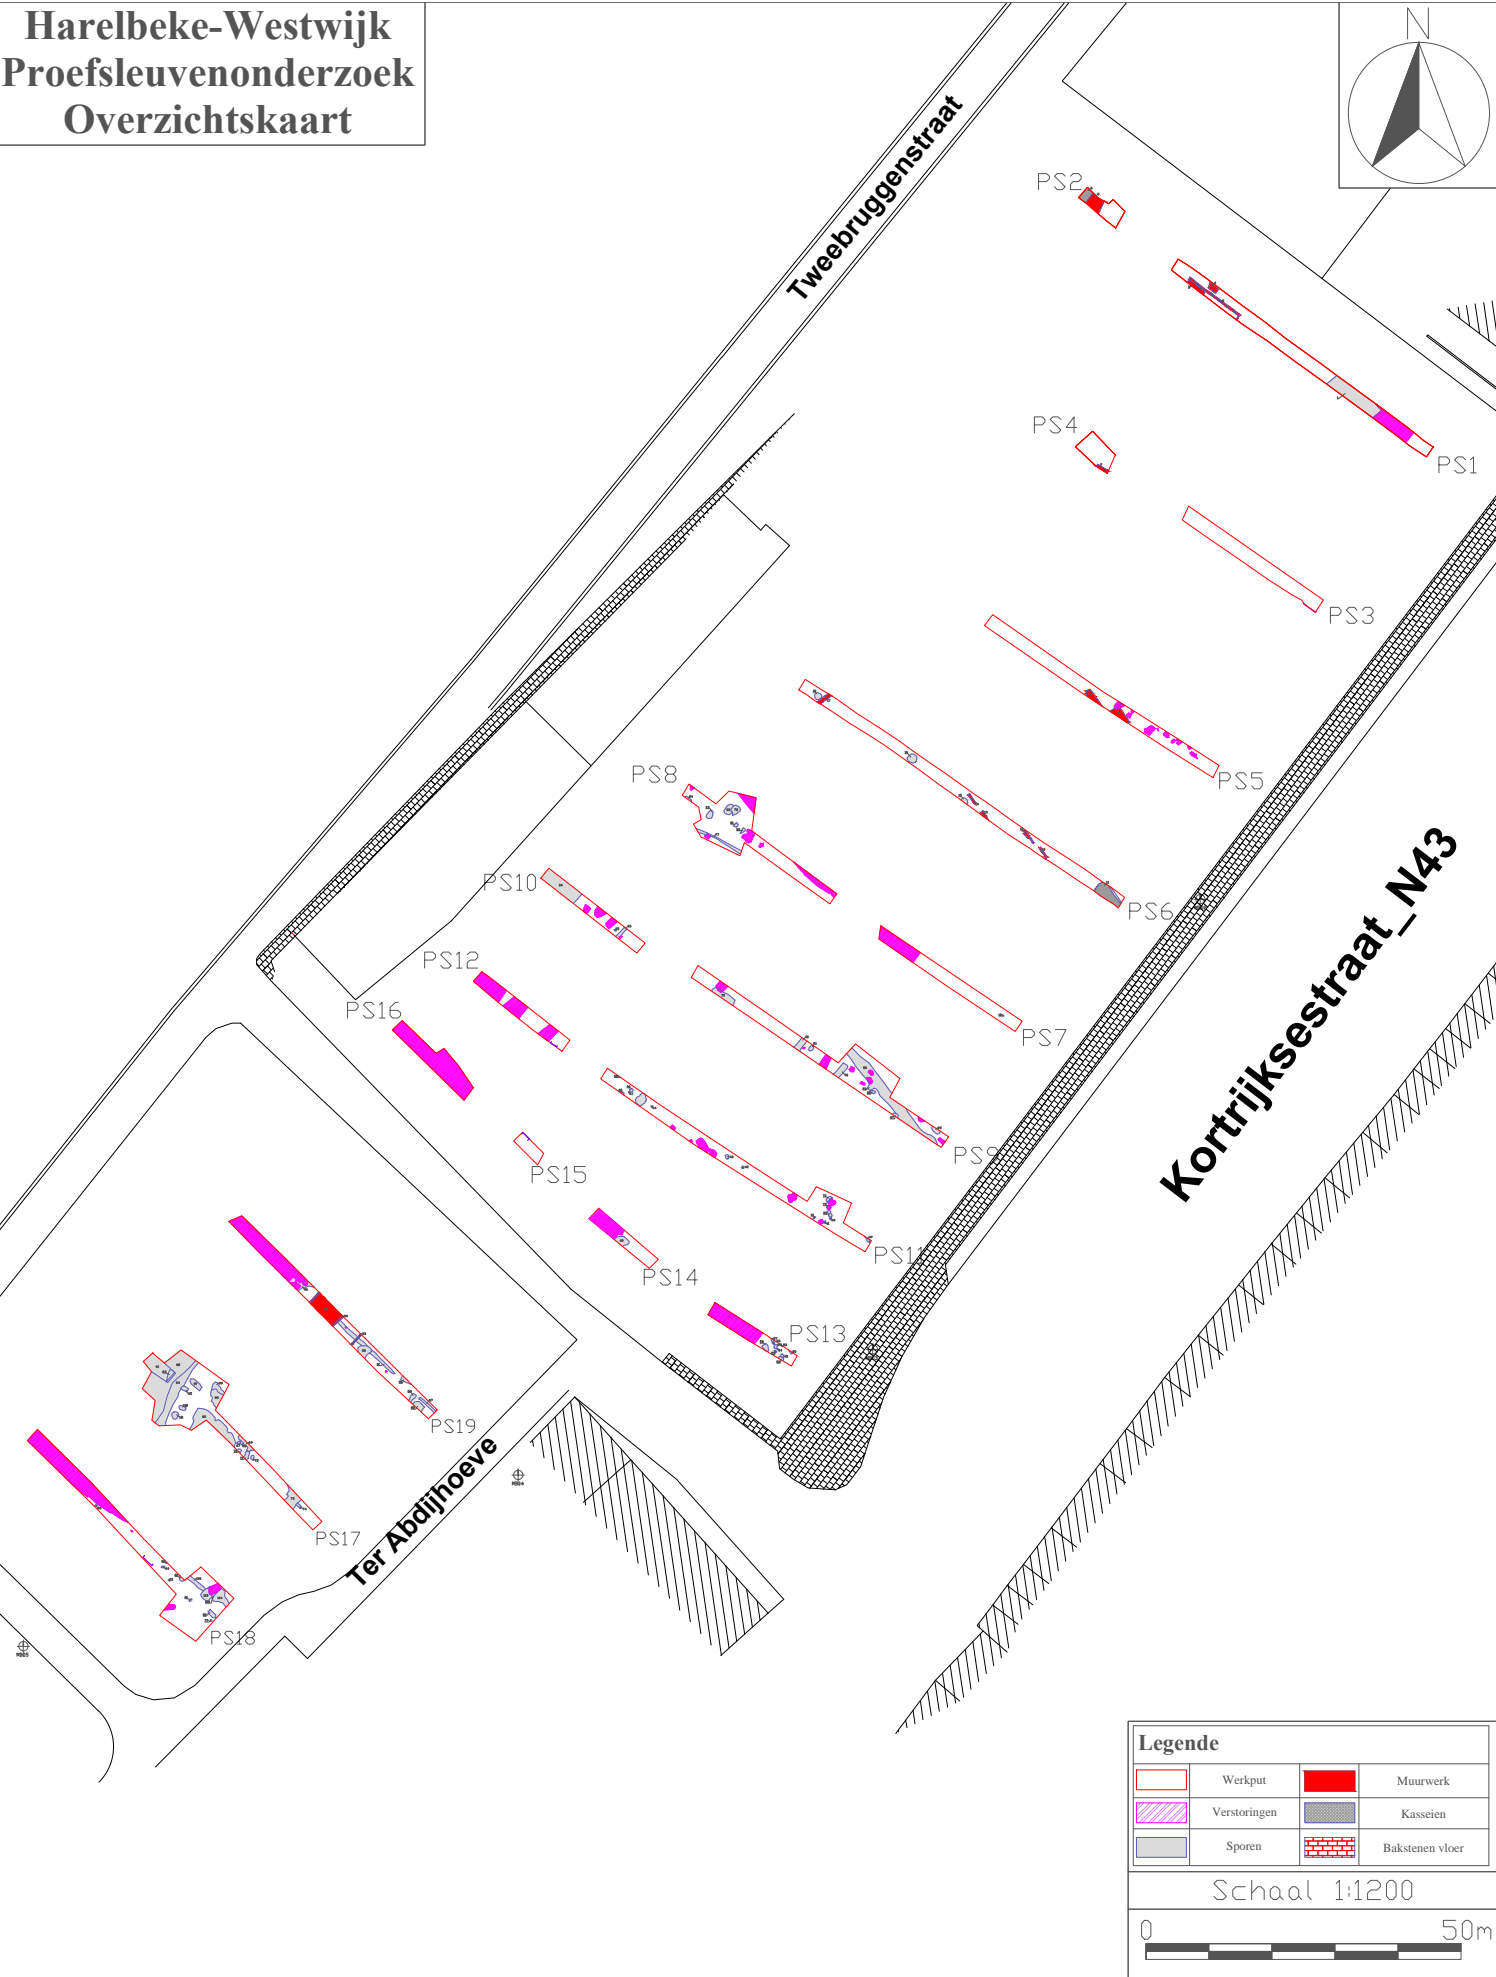 Harelbeke-Westwijk
Proefsleuvenonderzoek
Overzichtskaart
N
Tweebruggenstraat
PS2
PS1
PS4
PS3
PS5
PS8
PS6
PS10
PS12
PS7
PS16
Kortrijksestraat_N43
PS9
PS15
PS11
PS14
PS13
PS19
PS17
Ter Abdijhoeve
PS18
Legende
Werkput
Muurwerk
Verstoringen
Kasseien
Sporen
Bakstenen vloer
Schaal 1:1200
0 50m